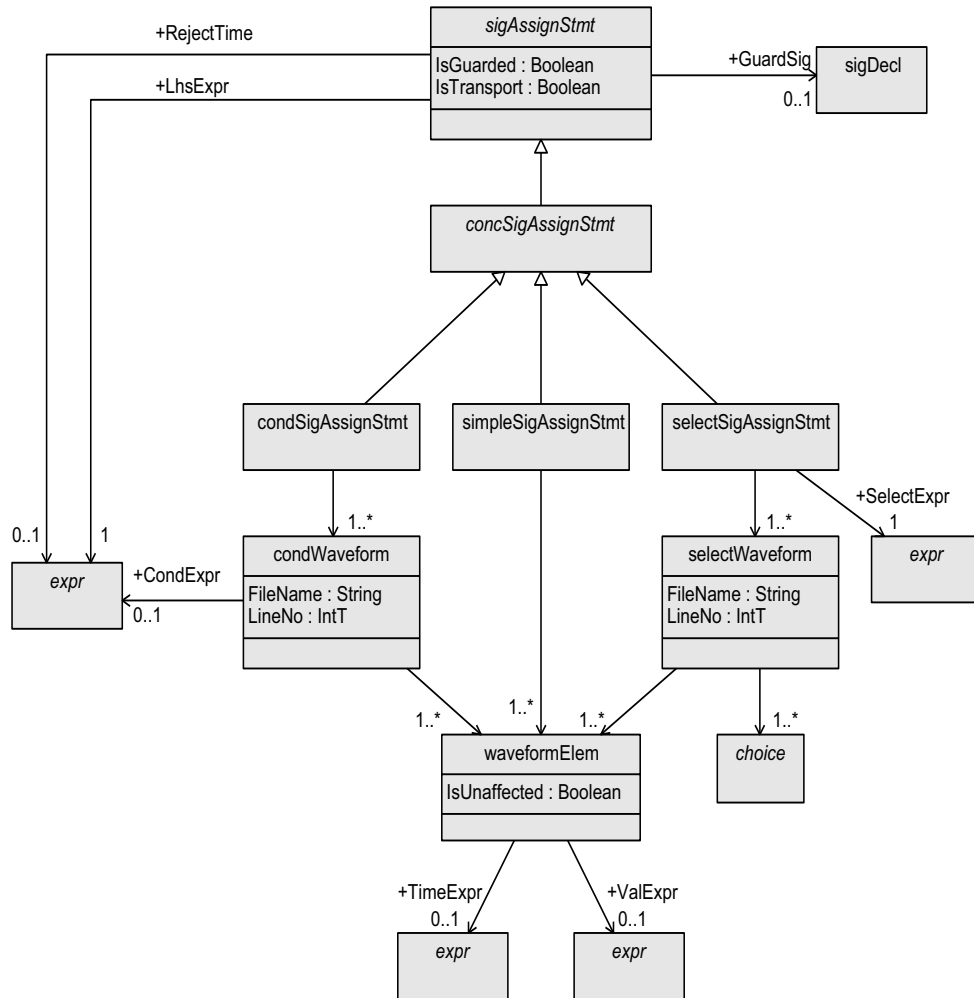 sigAssignStmt
+RejectTime
+GuardSig
IsGuarded : Boolean
sigDecl
+LhsExpr
IsTransport : Boolean
0..1
concSigAssignStmt
condSigAssignStmt
simpleSigAssignStmt
selectSigAssignStmt
+SelectExpr
0..1
1
1..*
1..*
1
condWaveform
selectWaveform
expr
expr
+CondExpr
FileName : String
FileName : String
0..1
LineNo : IntT
LineNo : IntT
1..*
1..*
1..*
1..*
waveformElem
choice
IsUnaffected : Boolean
+TimeExpr
+ValExpr
0..1
0..1
expr
expr